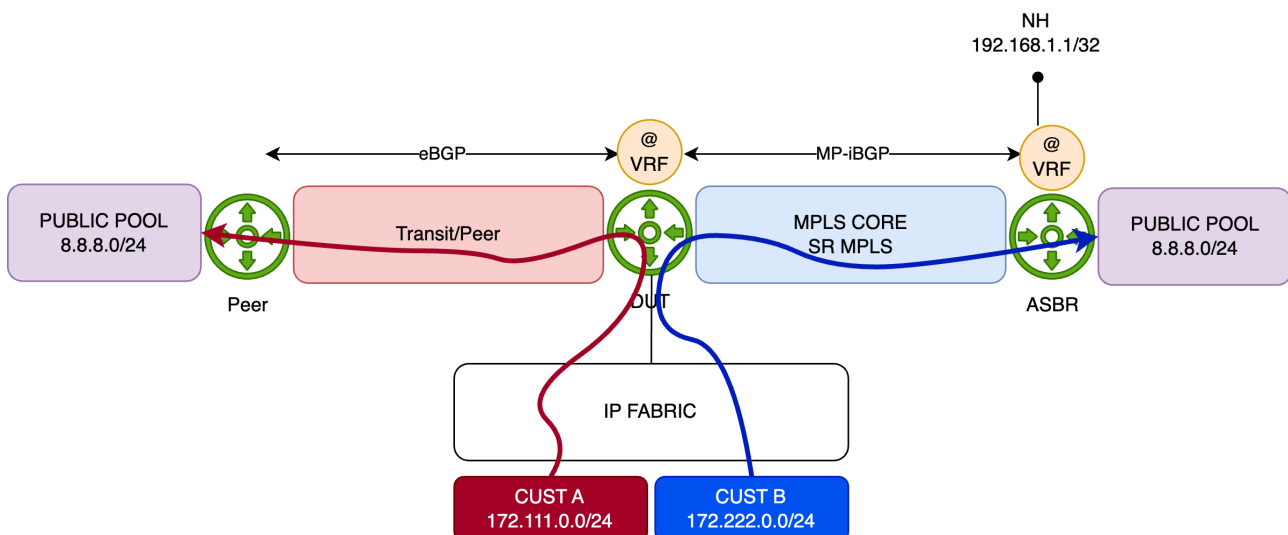 NH
192.168.1.1/32
@
VRF
@
VRF
eBGP
MP-iBGP
PUBLIC POOL
8.8.8.0/24
Transit/Peer
MPLS CORE
SR MPLS
PUBLIC POOL
8.8.8.0/24
Peer
DUT
ASBR
IP FABRIC
CUST A
172.111.0.0/24
CUST B
172.222.0.0/24